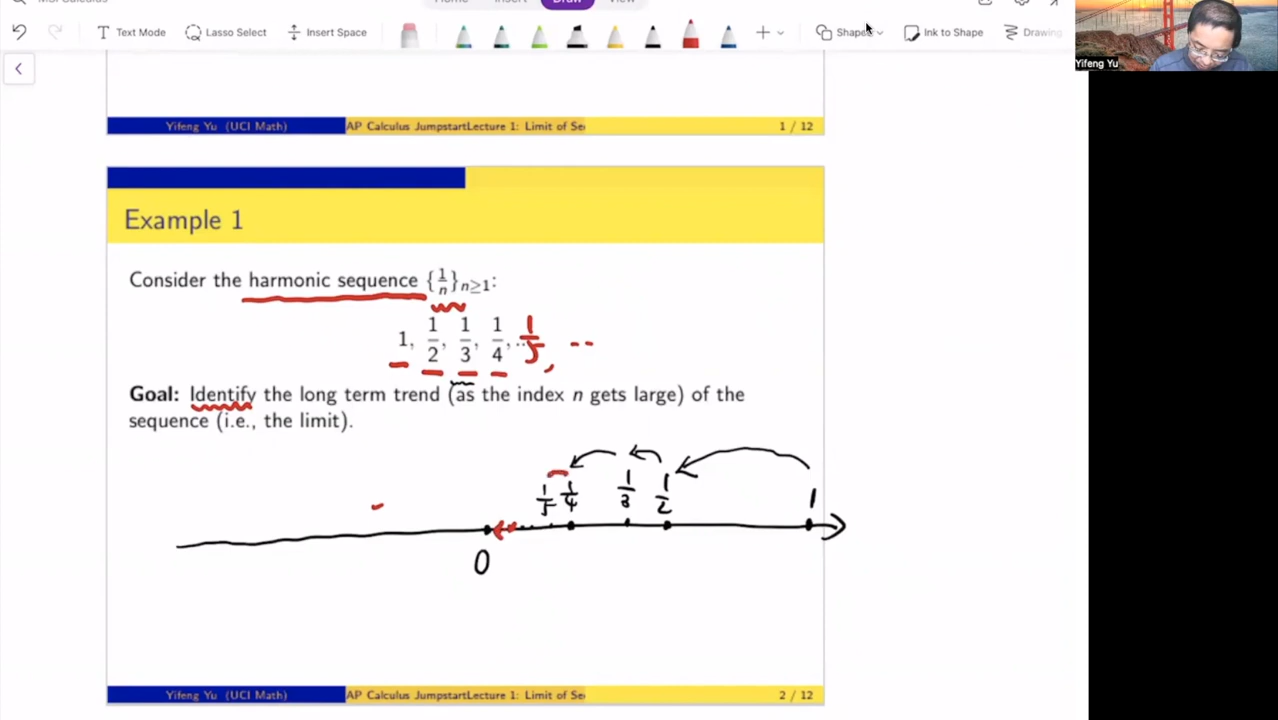 Text Mode Lasso Select Insert Space Shapes Ink to Shape Drawing
Yifeng Yu
Yifeng Yu (UCI Math) AP Calculus JumpstartLecture 1: Limit of Se 1 / 12
Example 1
Consider the harmonic sequence {1/n}n≥1:
1, 1/2, 1/3, 1/4, .. 1/5, --
Goal: Identify the long term trend (as the index n gets large) of the
sequence (i.e., the limit).
1/5 1/4 1/3 1/2 1
0
Yifeng Yu (UCI Math) AP Calculus JumpstartLecture 1: Limit of Se 2 / 12